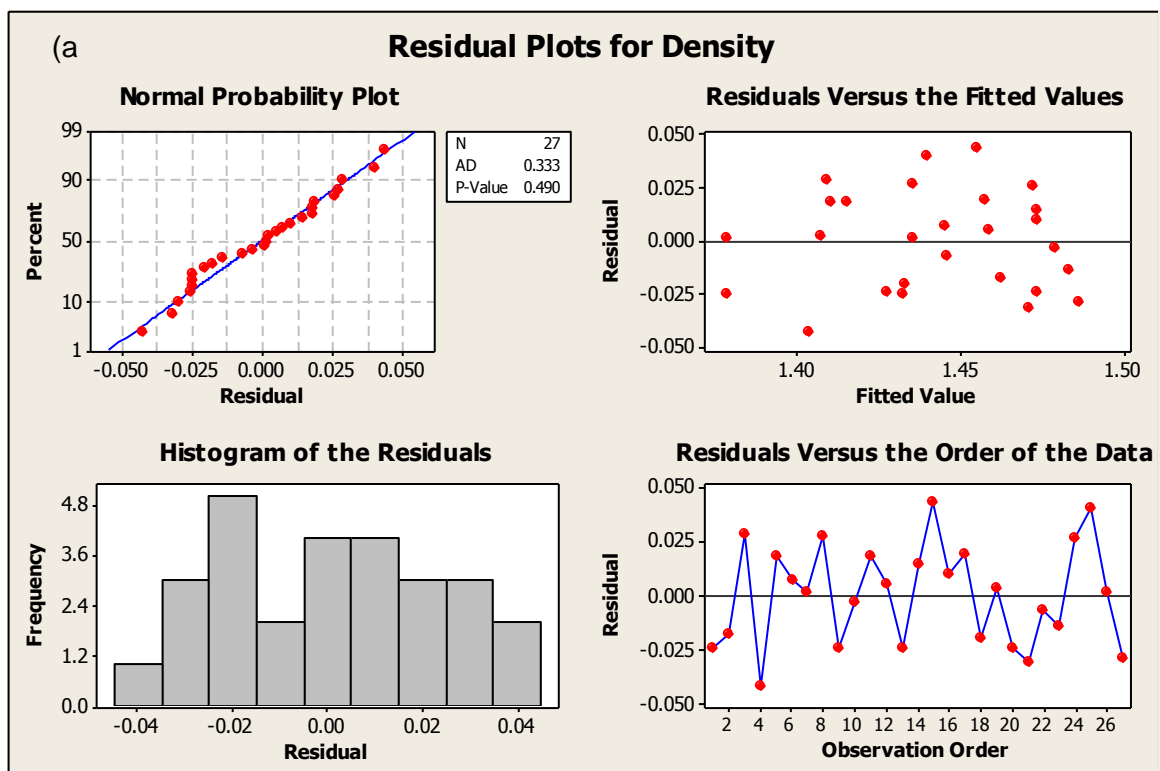 (a
Residual Plots for Density
Normal Probability Plot
99
90
50
10
1
Percent
-0.050 -0.025 0.000 0.025 0.050
Residual
N 27
AD 0.333
P-Value 0.490
Residuals Versus the Fitted Values
0.050
0.025
0.000
-0.025
-0.050
Residual
1.40 1.45 1.50
Fitted Value
Histogram of the Residuals
4.8
3.6
2.4
1.2
0.0
Frequency
-0.04 -0.02 0.00 0.02 0.04
Residual
Residuals Versus the Order of the Data
0.050
0.025
0.000
-0.025
-0.050
Residual
2 4 6 8 10 12 14 16 18 20 22 24 26
Observation Order